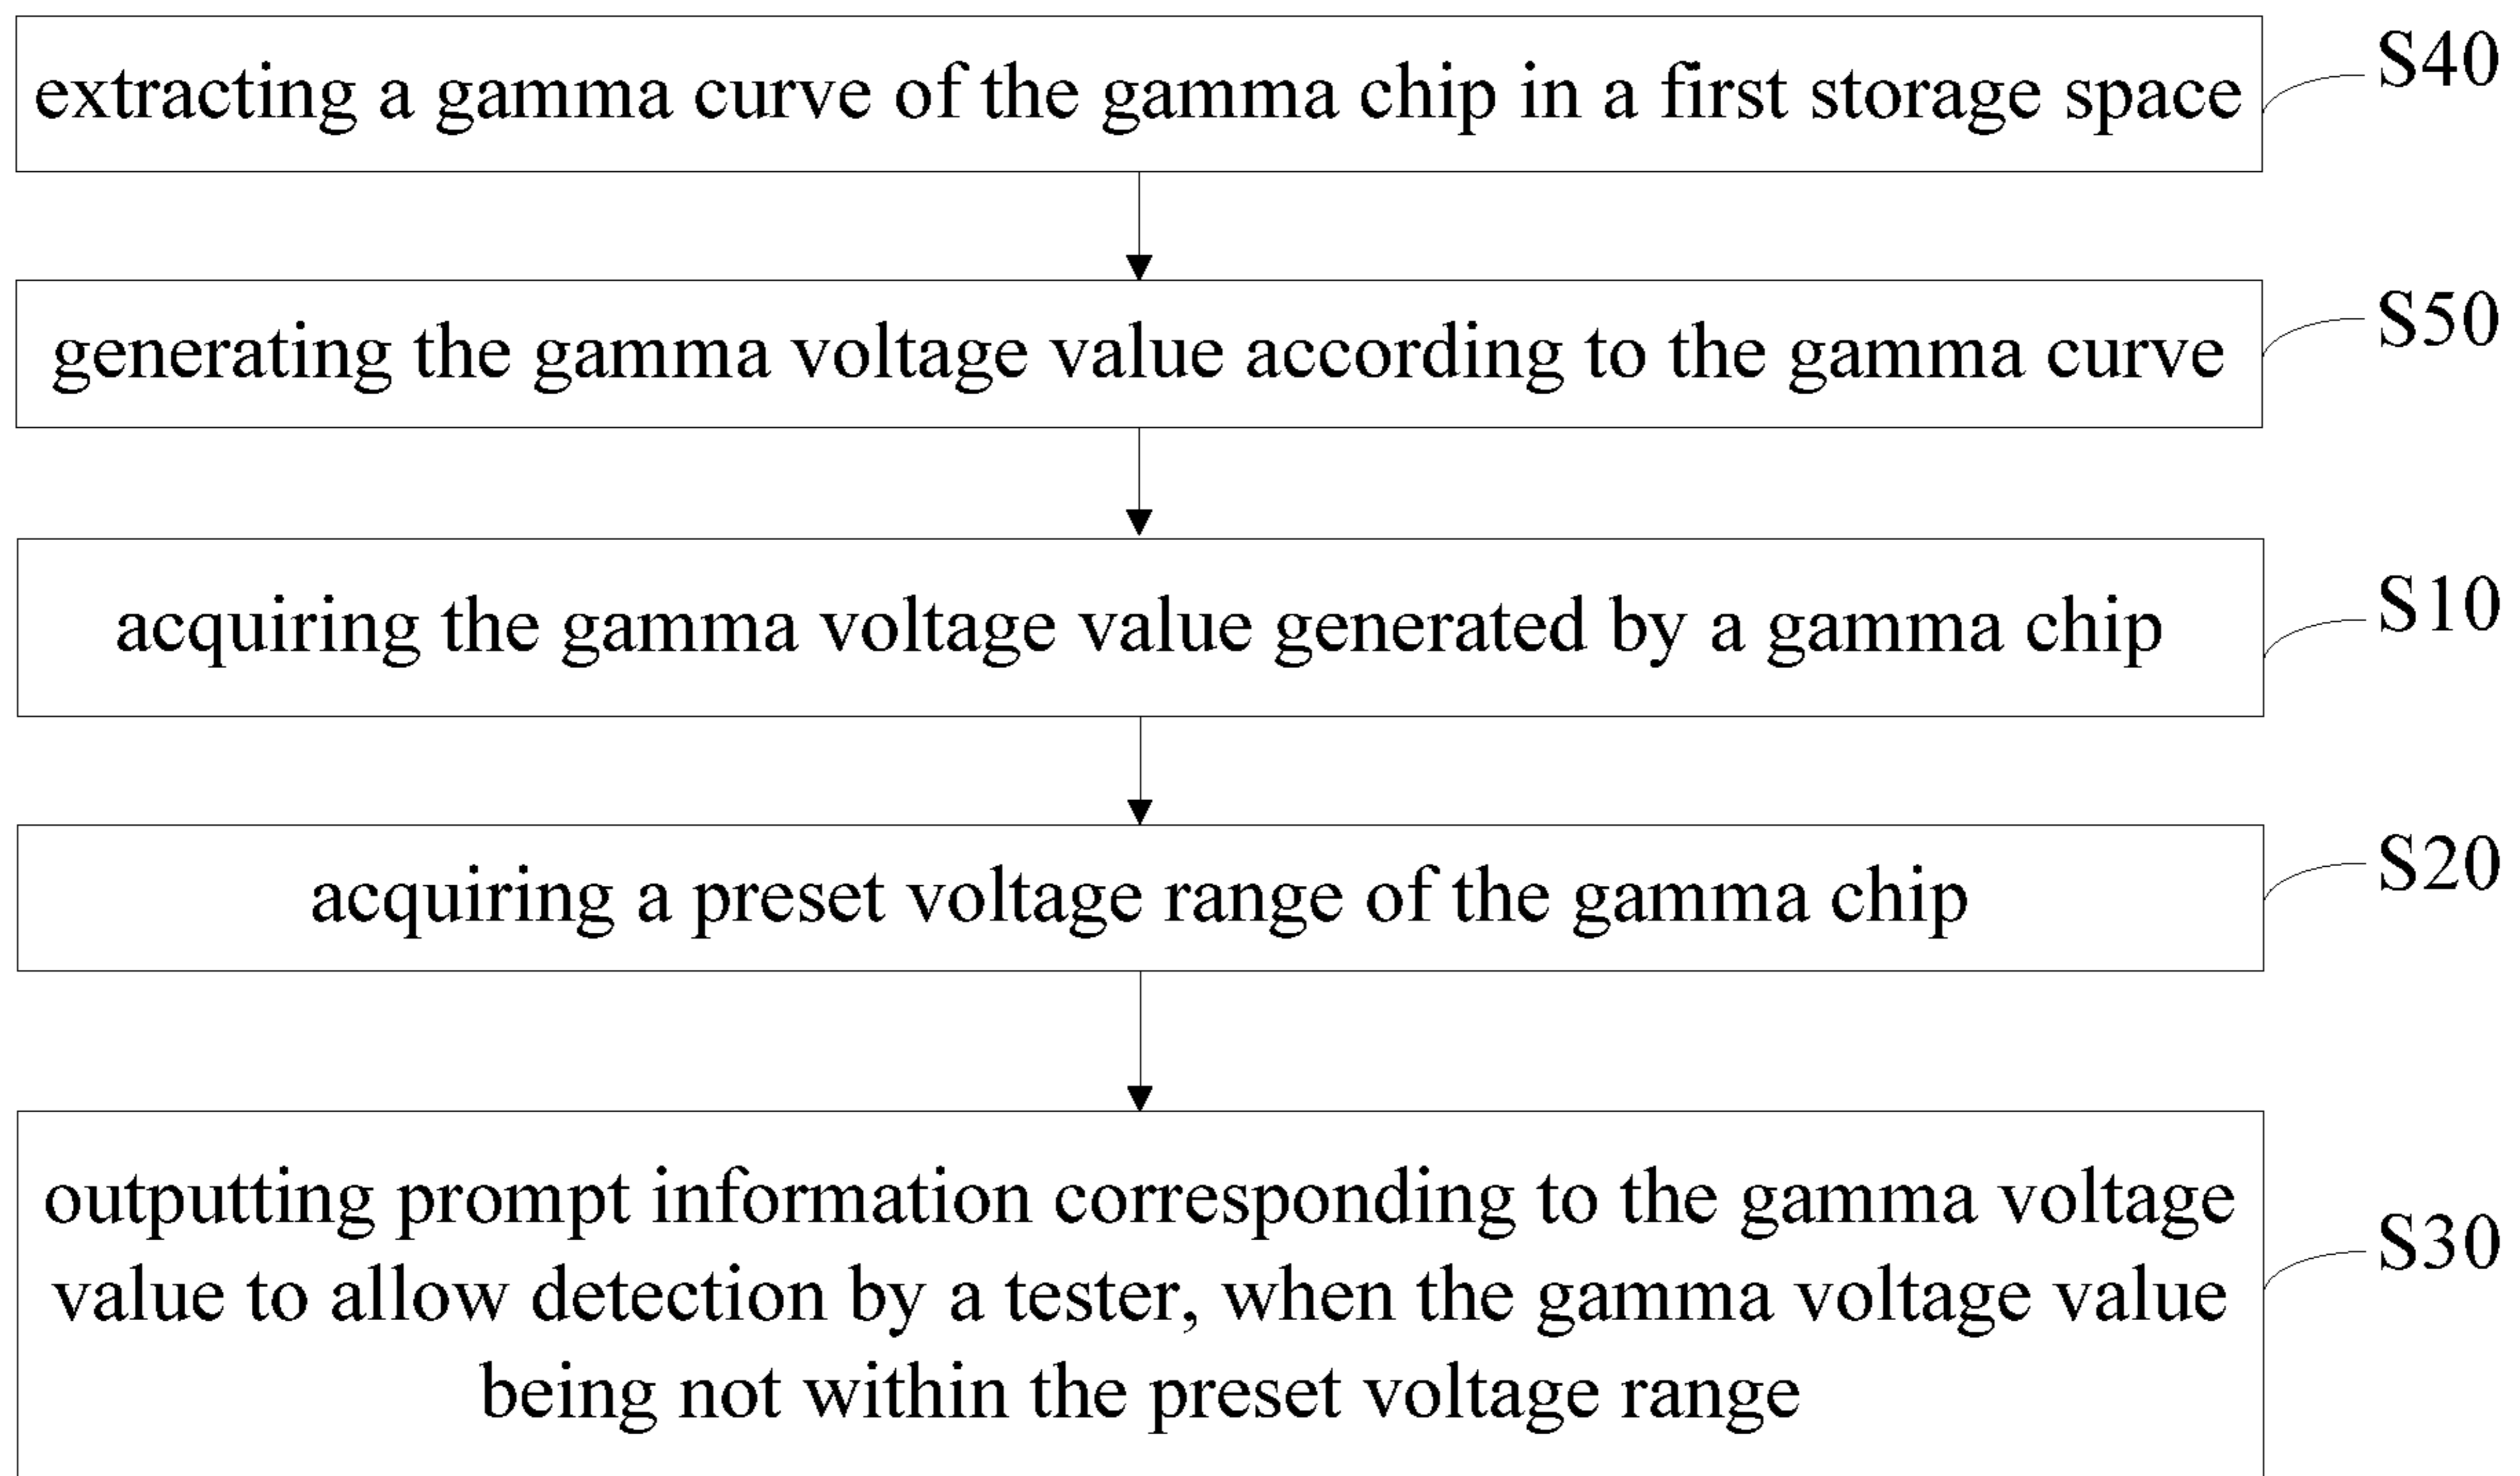 extracting a gamma curve of the gamma chip in a first storage space
S40
generating the gamma voltage value according to the gamma curve
S50
acquiring the gamma voltage value generated by a gamma chip
S10
acquiring a preset voltage range of the gamma chip
S20
outputting prompt information corresponding to the gamma voltage
value to allow detection by a tester, when the gamma voltage value
being not within the preset voltage range
S30